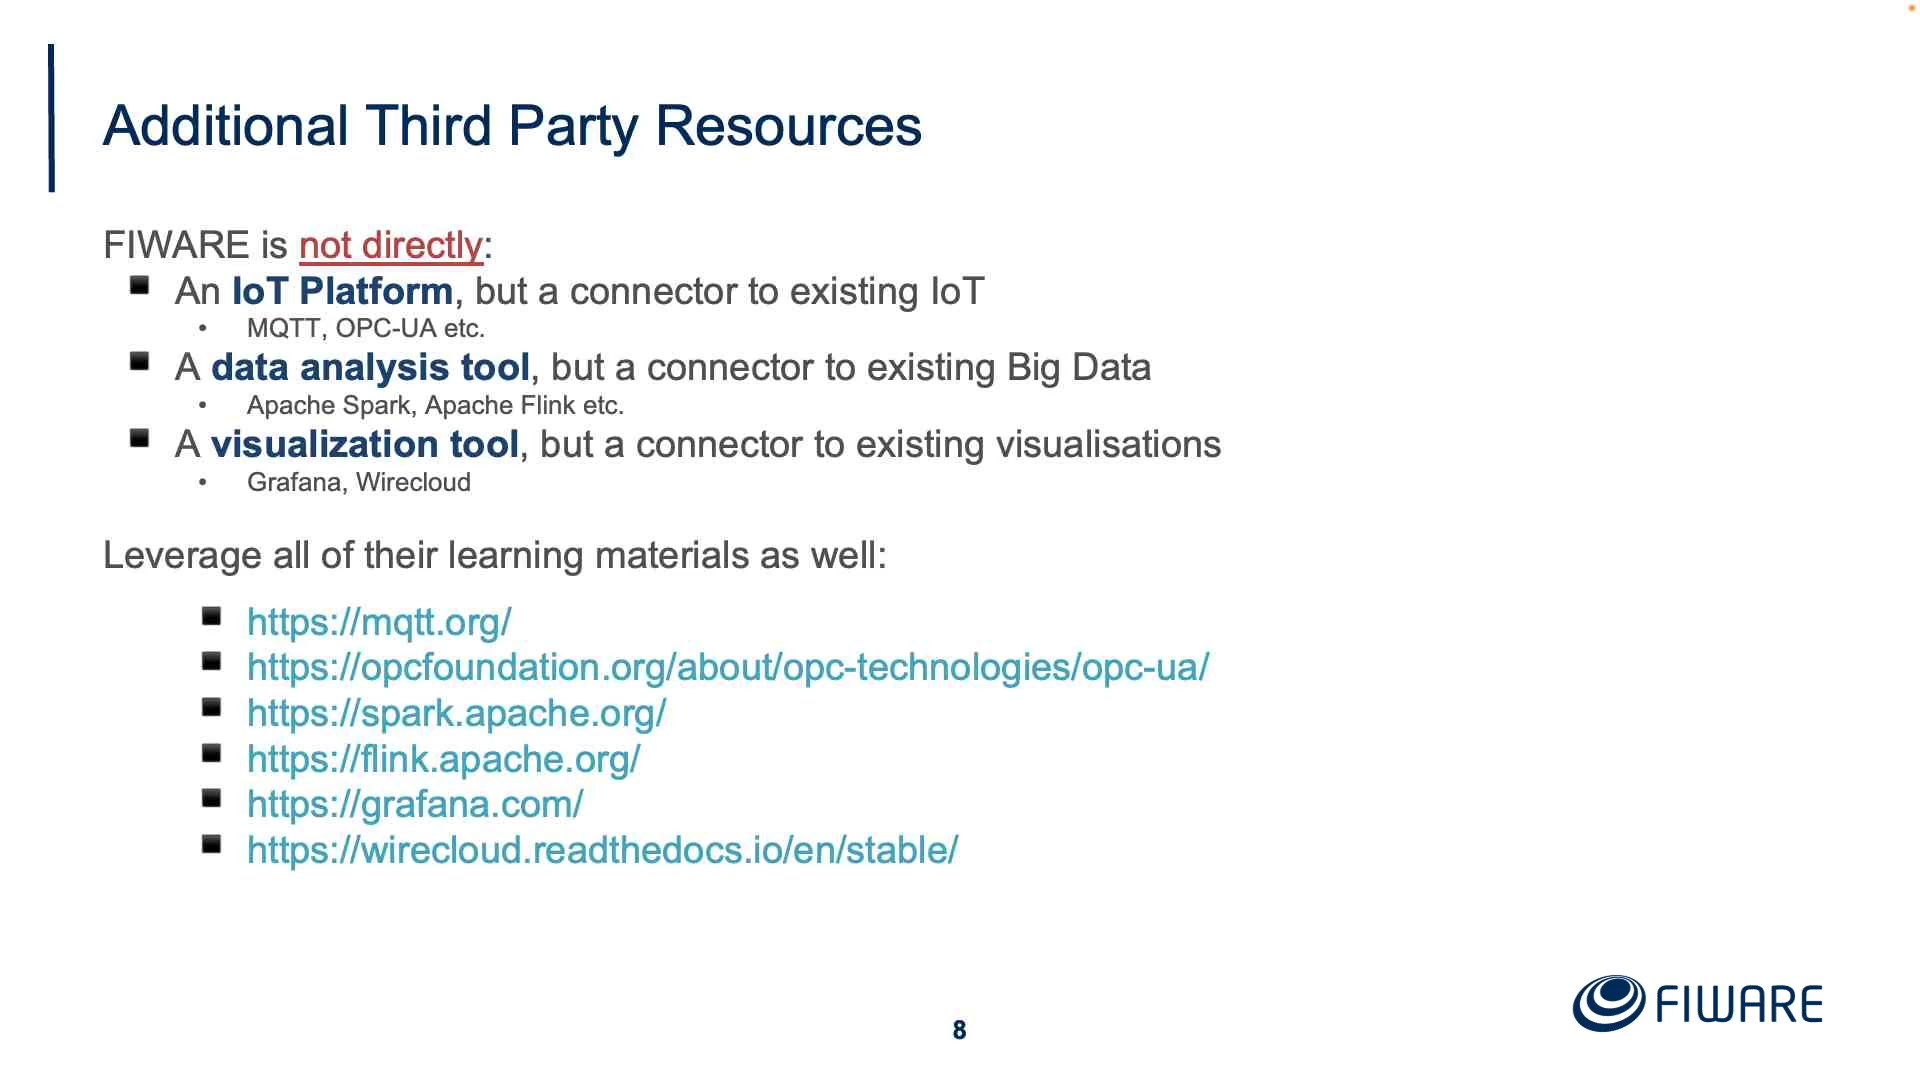 Additional Third Party Resources
FIWARE is not directly:
▪ An IoT Platform, but a connector to existing IoT
• MQTT, OPC-UA etc.
▪ A data analysis tool, but a connector to existing Big Data
• Apache Spark, Apache Flink etc.
▪ A visualization tool, but a connector to existing visualisations
• Grafana, Wirecloud
Leverage all of their learning materials as well:
▪ https://mqtt.org/
▪ https://opcfoundation.org/about/opc-technologies/opc-ua/
▪ https://spark.apache.org/
▪ https://flink.apache.org/
▪ https://grafana.com/
▪ https://wirecloud.readthedocs.io/en/stable/
FIWARE
8